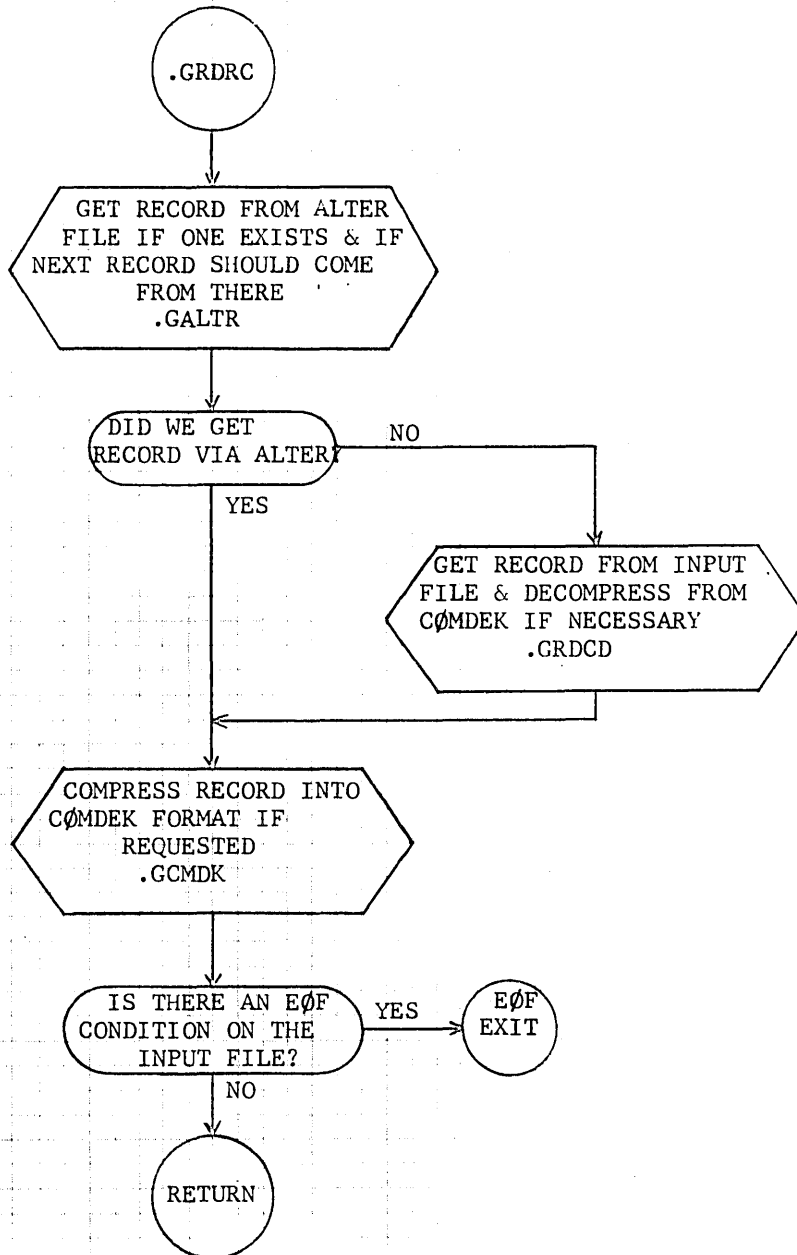 .GRDRC
GET RECORD FROM ALTER
FILE IF ONE EXISTS & IF
NEXT RECORD SHOULD COME
FROM THERE
.GALTR
DID WE GET
RECORD VIA ALTER?
NO
YES
GET RECORD FROM INPUT
FILE & DECOMPRESS FROM
CØMDEK IF NECESSARY
.GRDCD
COMPRESS RECORD INTO
CØMDEK FORMAT IF
REQUESTED
.GCMDK
IS THERE AN EØF
CONDITION ON THE
INPUT FILE?
YES
EØF
EXIT
NO
RETURN